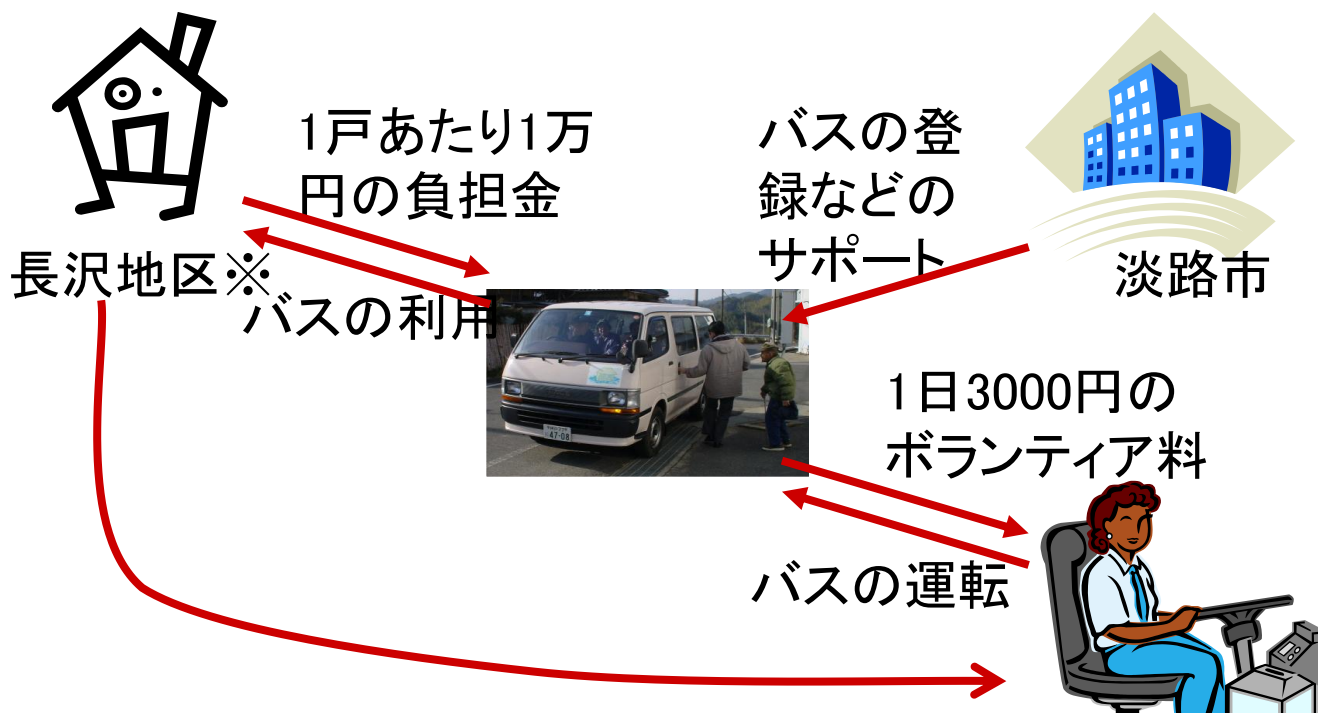 1戸あたり1万
円の負担金
バスの登
録などの
サポート
長沢地区※
淡路市
バスの利用
1日3000円の
ボランティア料
バスの運転
47-08